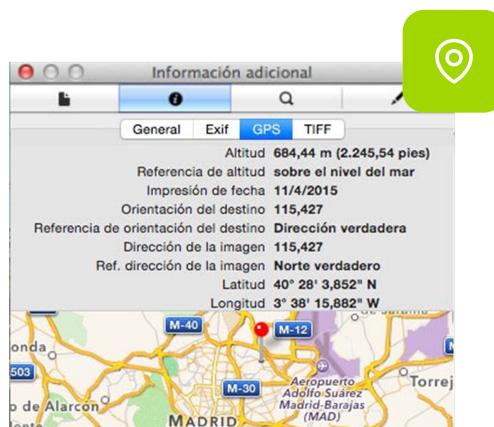 Información adicional
General Exif GPS TIFF
Altitud 684,44 m (2.245,54 pies)
Referencia de altitud sobre el nivel del mar
Impresión de fecha 11/4/2015
Orientación del destino 115,427
Referencia de orientación del destino Dirección verdadera
Dirección de la imagen 115,427
Ref. dirección de la imagen Norte verdadero
Latitud 40° 28' 3,852" N
Longitud 3° 38' 15,882" W
M-40 M-12
onda
503
M-30
Aeropuerto
Adolfo Suárez
Madrid-Barajas
(MAD)
Torrej
o de Alarcón
MADRID